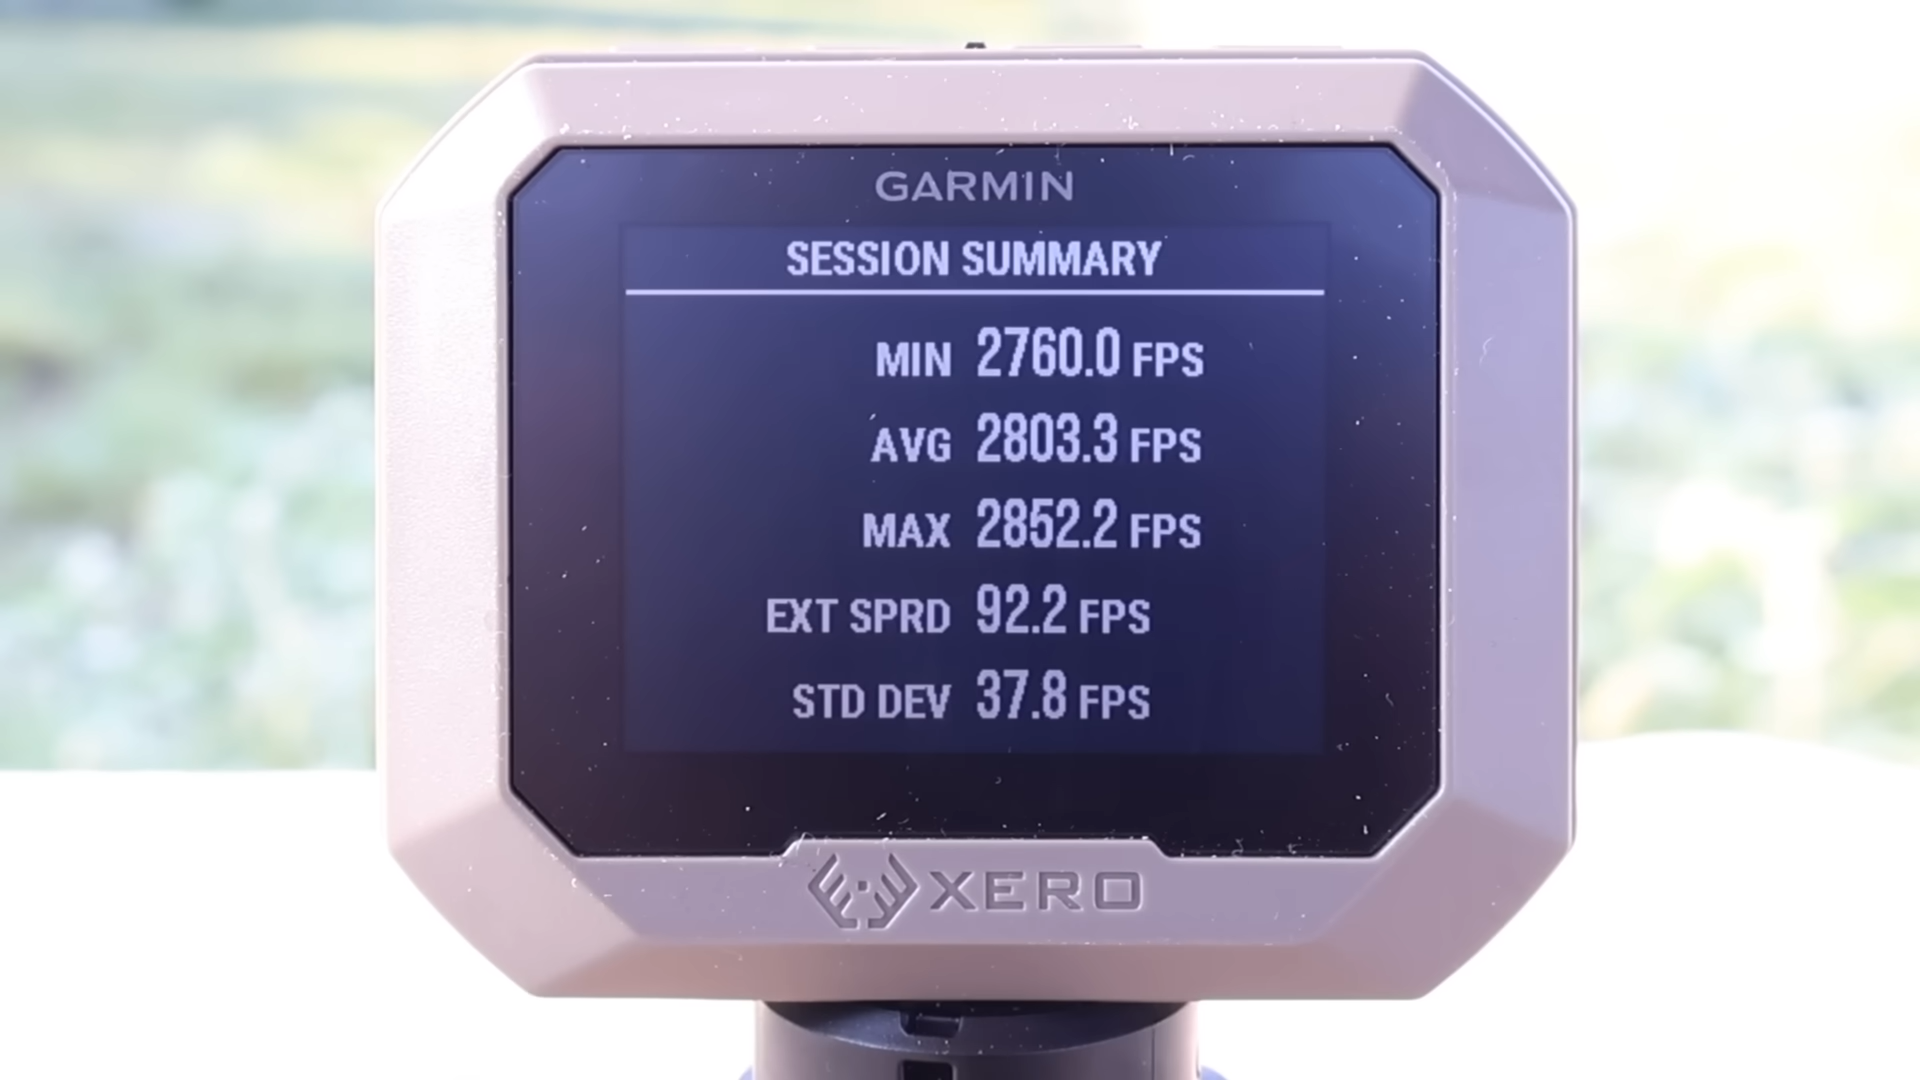 GARMIN
SESSION SUMMARY
MIN 2760.0 FPS
AVG 2803.3 FPS
MAX 2852.2 FPS
EXT SPRD 92.2 FPS
STD DEV 37.8 FPS
XERO